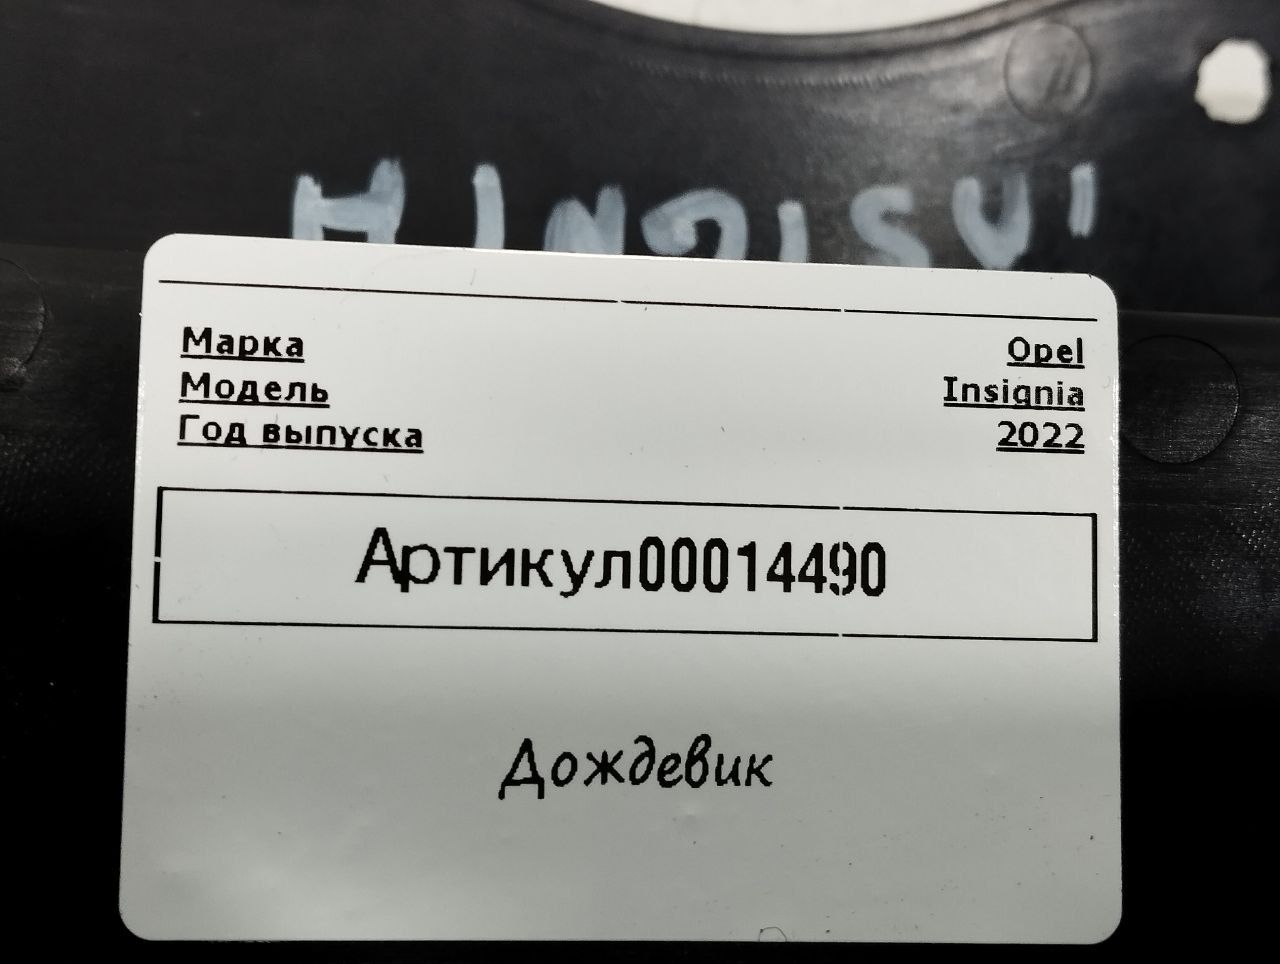 Марка Opel
Модель Insignia
Год выпуска 2022
Артикул00014490
Дождевик